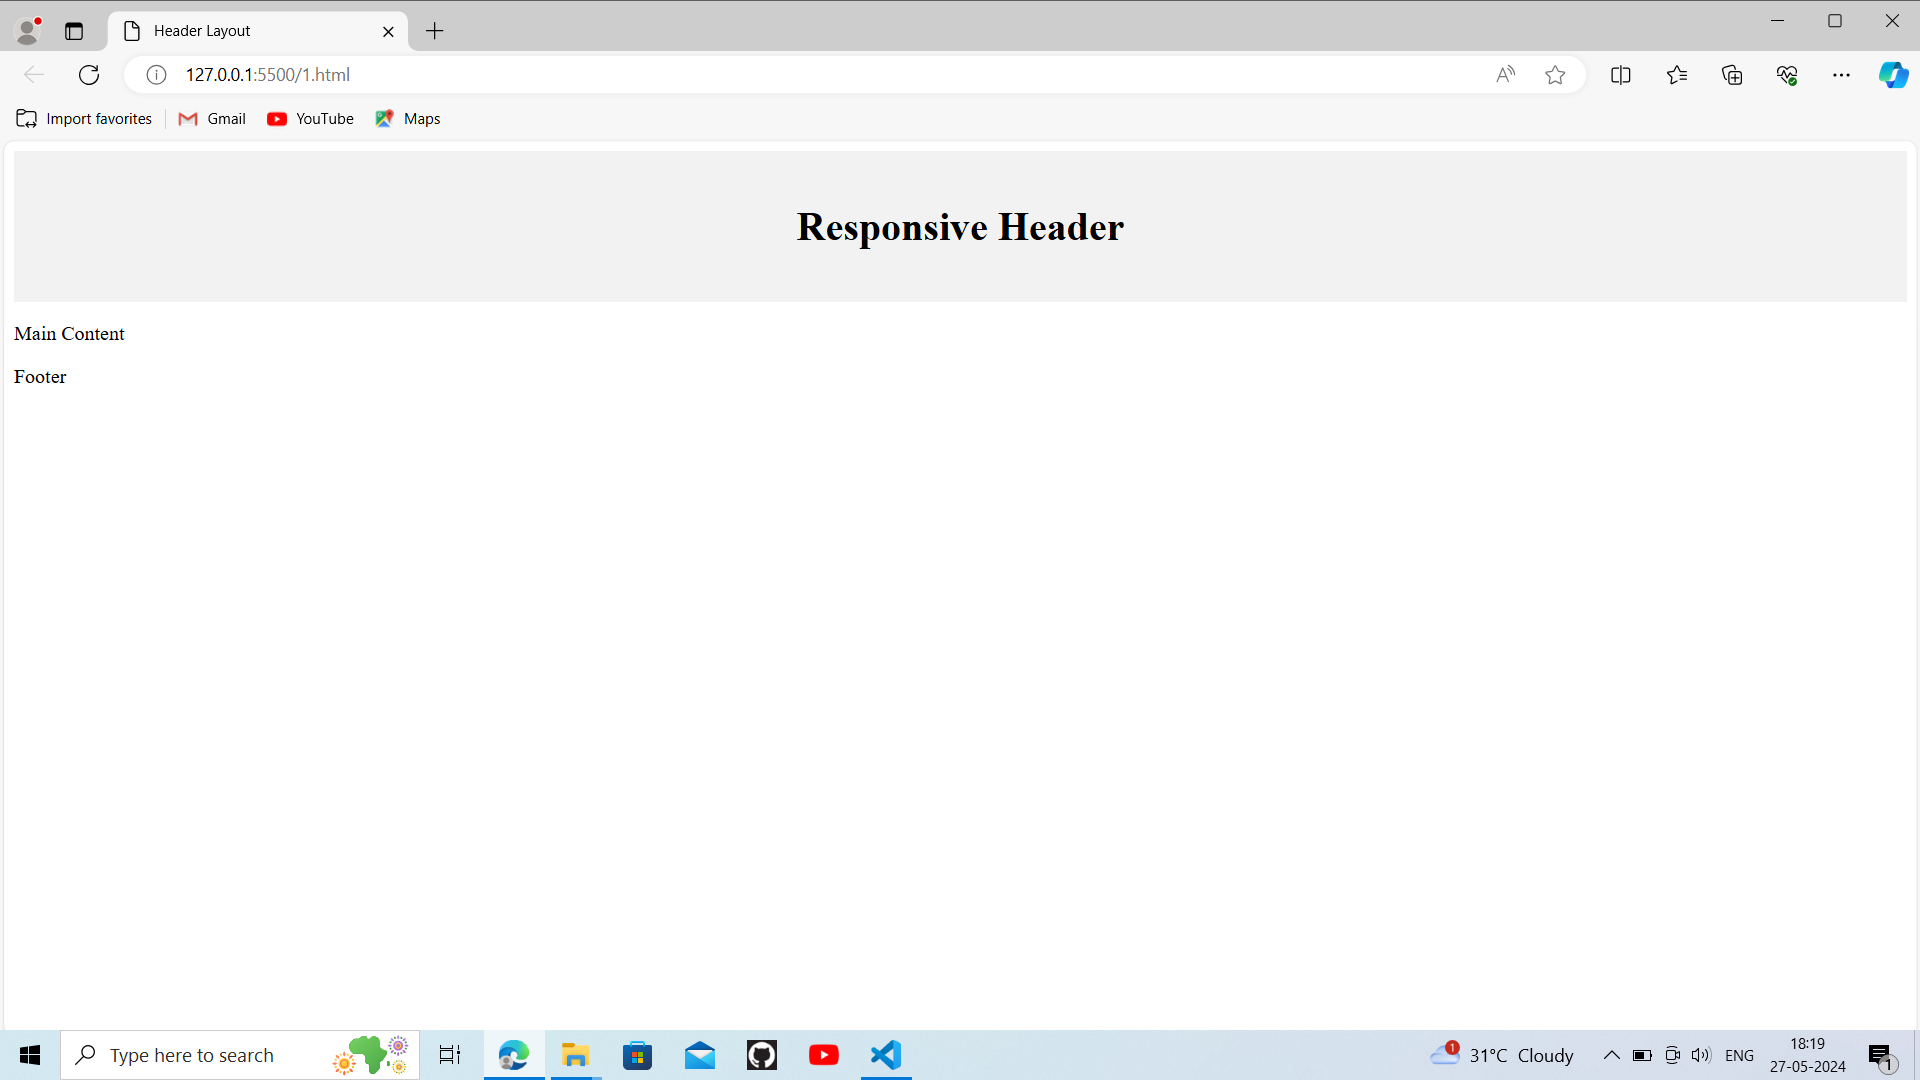 Header Layout
127.0.0.1:5500/1.html
Import favorites
Gmail
YouTube
Maps
Responsive Header
Main Content
Footer
Type here to search
1
31°C Cloudy
ENG
18:19
27-05-2024
1